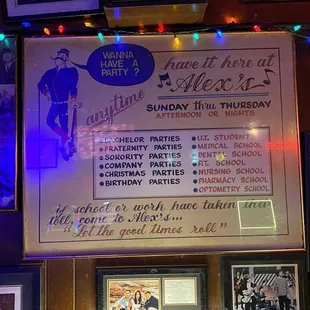 WANNA
HAVE A
PARTY?
have it here at
Alex's
anytime
SUNDAY thru THURSDAY
AFTERNOON OR NIGHTS
BACHELOR PARTIES
FRATERNITY PARTIES
SORORITY PARTIES
COMPANY PARTIES
CHRISTMAS PARTIES
BIRTHDAY PARTIES
U.T. STUDENT
MEDICAL SCHOOL
DENTAL SCHOOL
P.T. SCHOOL
NURSING SCHOOL
PHARMACY SCHOOL
OPTOMETRY SCHOOL
if school or work have taken their
toll, come to Alex's...
"Let the good times roll"